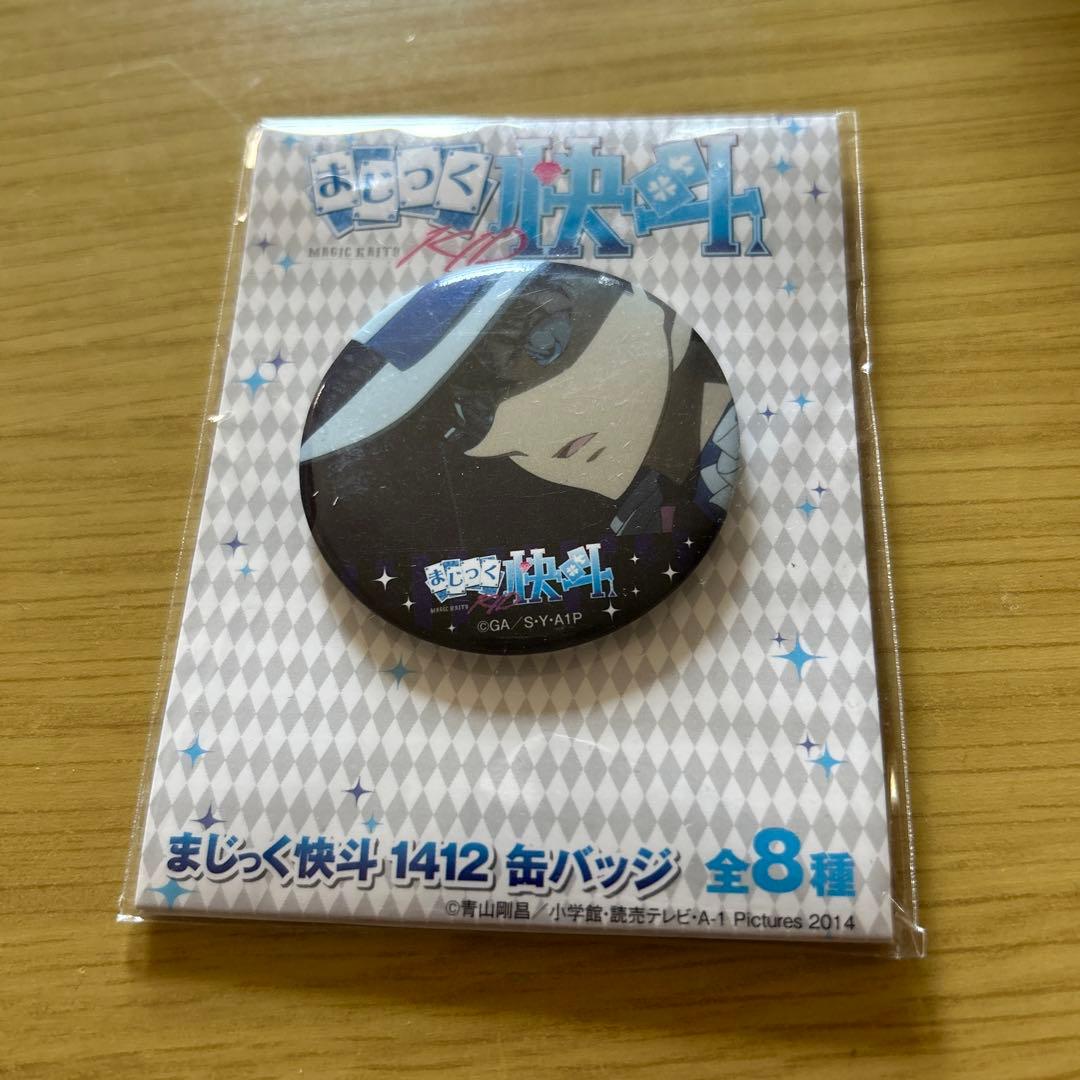 まじっく快斗
MAGIC KAITO KID
まじっく快斗
MAGIC KAITO KID
©GA／S･Y･A1P
まじっく快斗 1412 缶バッジ 全8種
©青山剛昌／小学館･読売テレビ･A-1 Pictures 2014